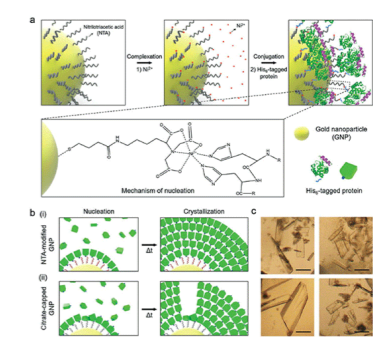 a
Nitrilotriacetic acid
(NTA)
Complexation
1) Ni²⁺
Ni²⁺
Conjugation
2) His₆-tagged
protein
Mechanism of nucleation
Gold nanoparticle
(GNP)
His₆-tagged protein
b
(i)
Nucleation
Crystallization
NTA-modified
GNP
Δt
(ii)
Citrate-capped
GNP
Δt
c